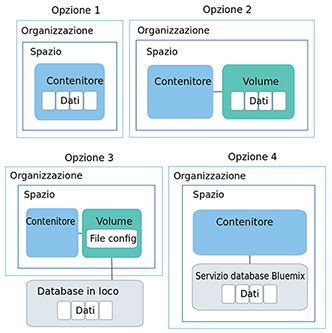 Opzione 1
Organizzazione
Spazio
Contenitore
Dati
Opzione 2
Organizzazione
Spazio
Contenitore
Volume
Dati
Opzione 3
Organizzazione
Spazio
Contenitore
Volume
File config
Database in loco
Dati
Opzione 4
Organizzazione
Spazio
Contenitore
Servizio database Bluemix
Dati